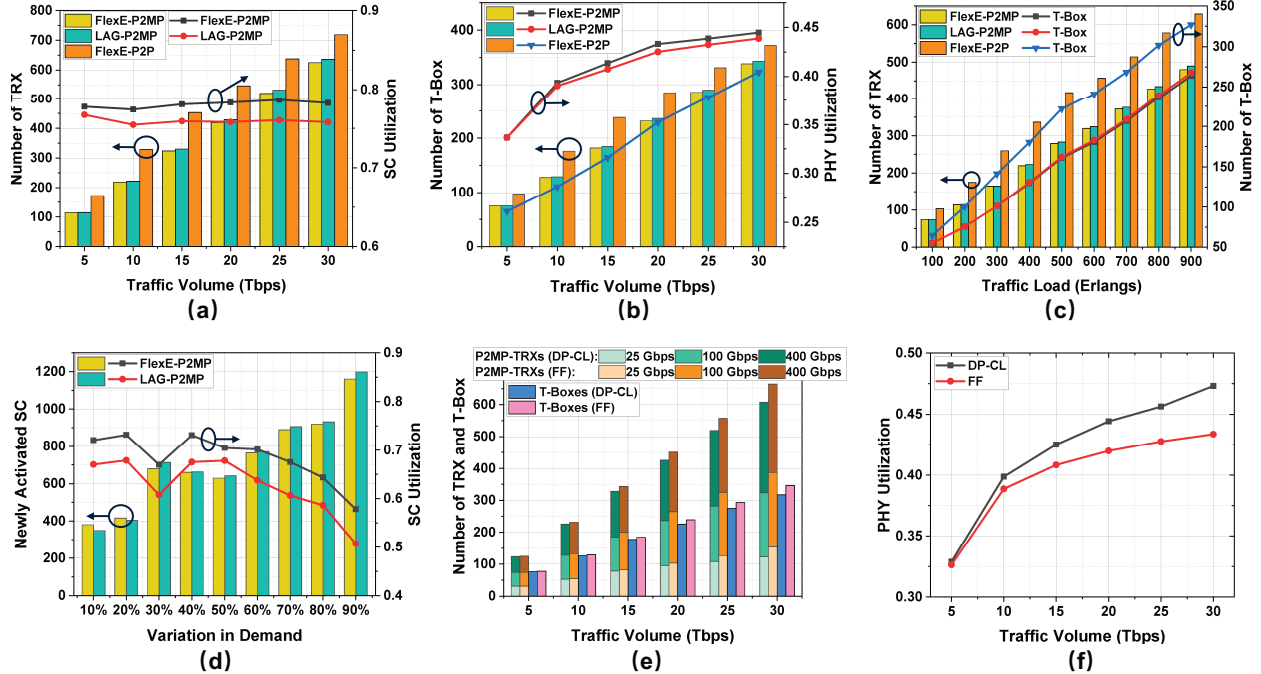 FlexE-P2MP
LAG-P2MP
FlexE-P2P
FlexE-P2MP
LAG-P2MP
Number of TRX
SC Utilization
800
700
600
500
400
300
200
100
0
0.9
0.8
0.7
0.6
5 10 15 20 25 30
Traffic Volume (Tbps)
(a)
FlexE-P2MP
LAG-P2MP
FlexE-P2P
FlexE-P2MP
LAG-P2MP
FlexE-P2P
Number of T-Box
PHY Utilization
400
300
200
100
0
0.45
0.40
0.35
0.30
0.25
5 10 15 20 25 30
Traffic Volume (Tbps)
(b)
FlexE-P2MP
LAG-P2MP
FlexE-P2P
T-Box
T-Box
T-Box
Number of TRX
Number of T-Box
600
500
400
300
200
100
0
350
300
250
200
150
100
50
100 200 300 400 500 600 700 800 900
Traffic Load (Erlangs)
(c)
FlexE-P2MP
LAG-P2MP
Newly Activated SC
SC Utilization
1200
1000
800
600
400
200
0
0.9
0.8
0.7
0.6
0.5
0.4
10% 20% 30% 40% 50% 60% 70% 80% 90%
Variation in Demand
(d)
P2MP-TRXs (DP-CL): 25 Gbps 100 Gbps 400 Gbps
P2MP-TRXs (FF): 25 Gbps 100 Gbps 400 Gbps
T-Boxes (DP-CL)
T-Boxes (FF)
Number of TRX and T-Box
600
500
400
300
200
100
0
5 10 15 20 25 30
Traffic Volume (Tbps)
(e)
DP-CL
FF
PHY Utilization
0.50
0.45
0.40
0.35
0.30
5 10 15 20 25 30
Traffic Volume (Tbps)
(f)